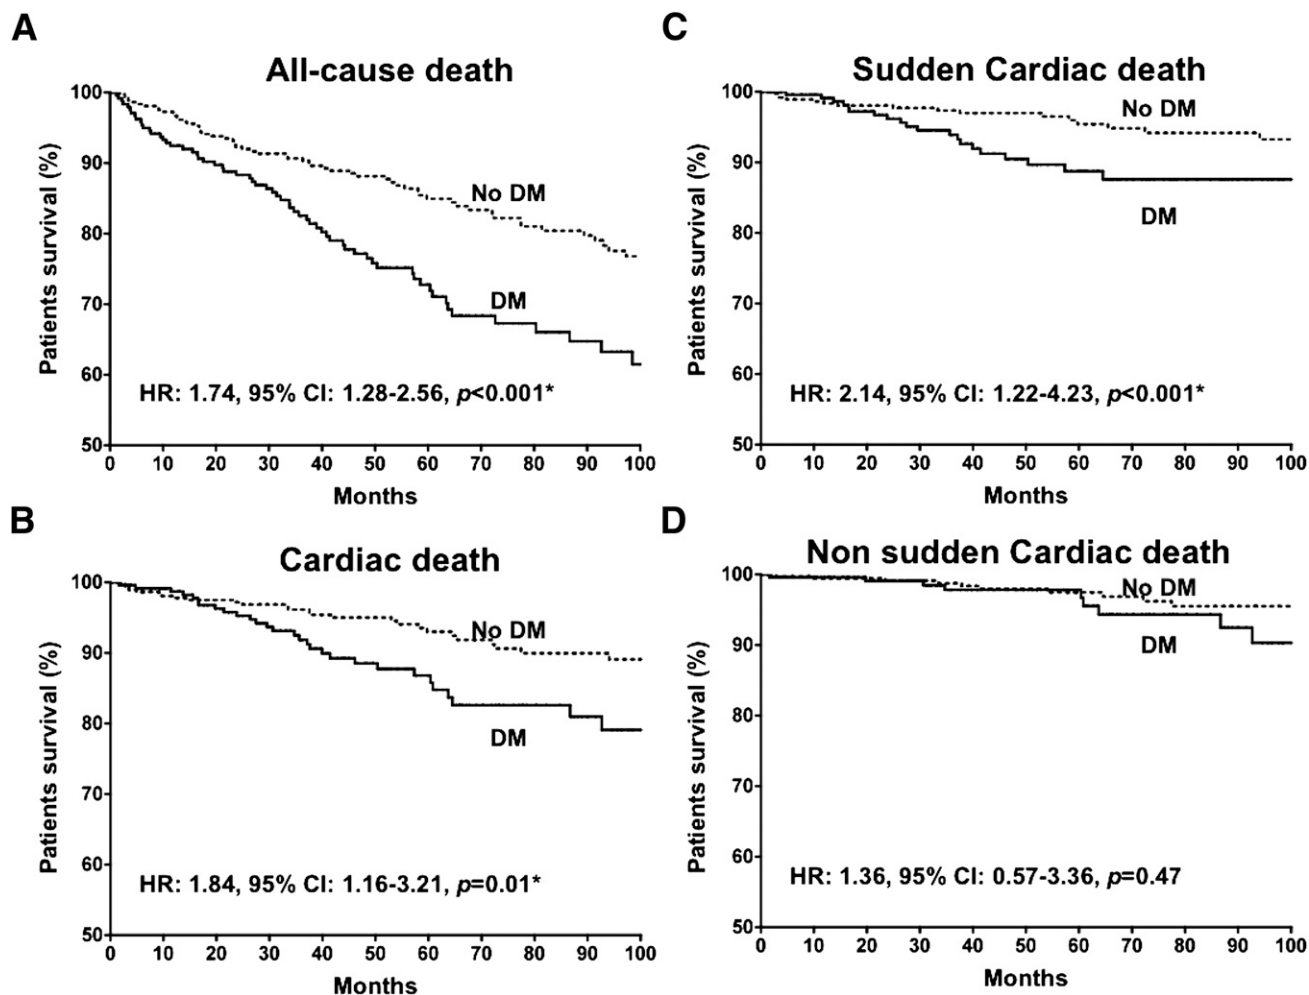 A
All-cause death
100
90
80
70
60
50
Patients survival (%)
No DM
DM
HR: 1.74, 95% CI: 1.28-2.56, p<0.001*
0 10 20 30 40 50 60 70 80 90 100
Months
B
Cardiac death
100
90
80
70
60
50
Patients survival (%)
No DM
DM
HR: 1.84, 95% CI: 1.16-3.21, p=0.01*
0 10 20 30 40 50 60 70 80 90 100
Months
C
Sudden Cardiac death
100
90
80
70
60
50
Patients survival (%)
No DM
DM
HR: 2.14, 95% CI: 1.22-4.23, p<0.001*
0 10 20 30 40 50 60 70 80 90 100
Months
D
Non sudden Cardiac death
100
90
80
70
60
50
Patients survival (%)
No DM
DM
HR: 1.36, 95% CI: 0.57-3.36, p=0.47
0 10 20 30 40 50 60 70 80 90 100
Months